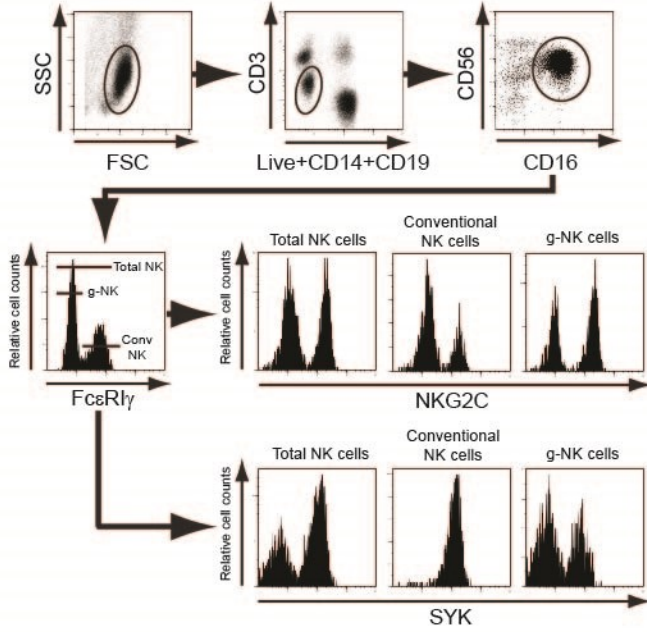 SSC
FSC
CD3
Live+CD14+CD19
CD56
CD16
Relative cell counts
Total NK
g-NK
Conv
NK
FcεRIγ
Relative cell counts
Total NK cells
Conventional
NK cells
g-NK cells
NKG2C
Relative cell counts
Total NK cells
Conventional
NK cells
g-NK cells
SYK